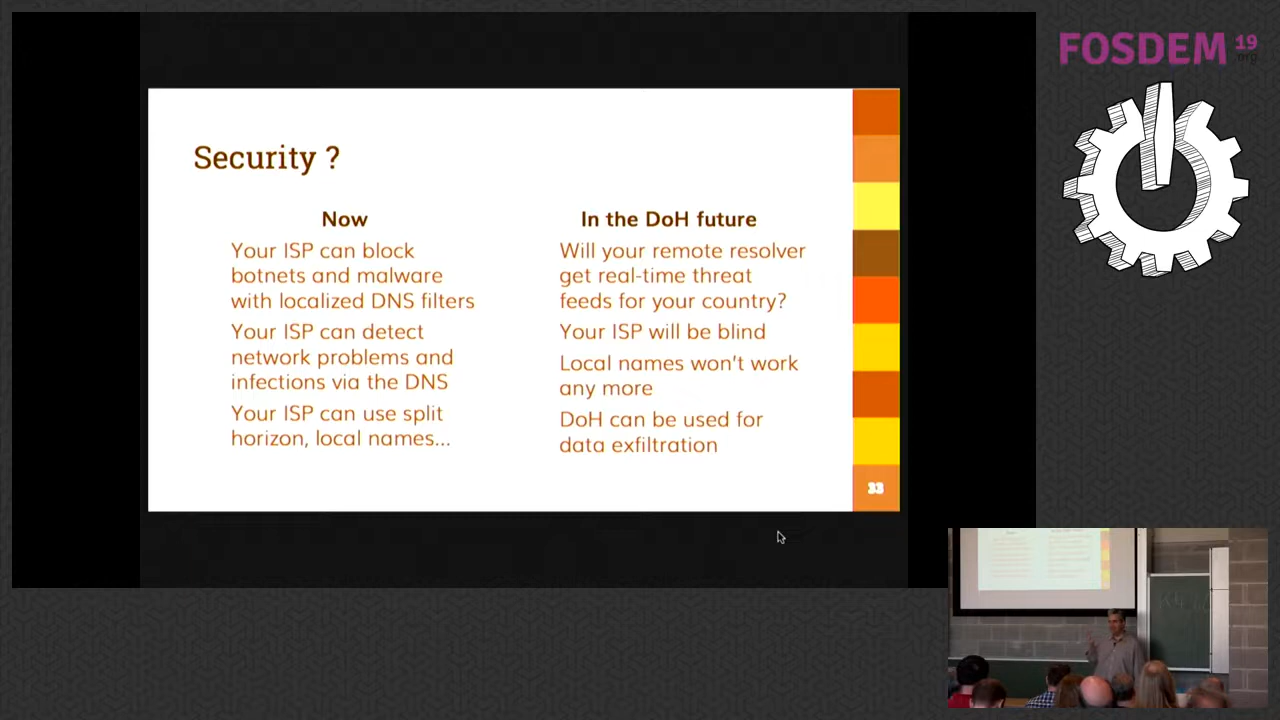 FOSDEM 19
.org
Security ?
Now
Your ISP can block
botnets and malware
with localized DNS filters
Your ISP can detect
network problems and
infections via the DNS
Your ISP can use split
horizon, local names...
In the DoH future
Will your remote resolver
get real-time threat
feeds for your country?
Your ISP will be blind
Local names won't work
any more
DoH can be used for
data exfiltration
33